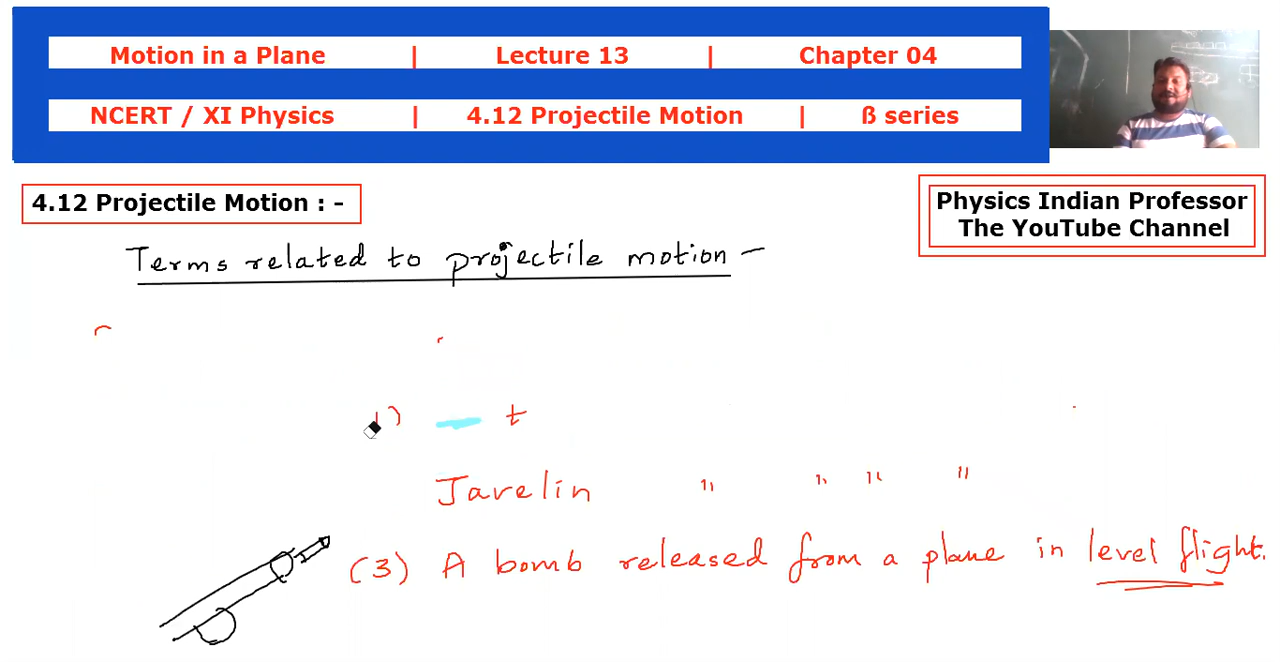 Motion in a Plane | Lecture 13 | Chapter 04
NCERT / XI Physics | 4.12 Projectile Motion | ß series
4.12 Projectile Motion : -
Physics Indian Professor
The YouTube Channel
Terms related to projectile motion -
1) t
Javelin " " " "
(3) A bomb released from a plane in level flight.